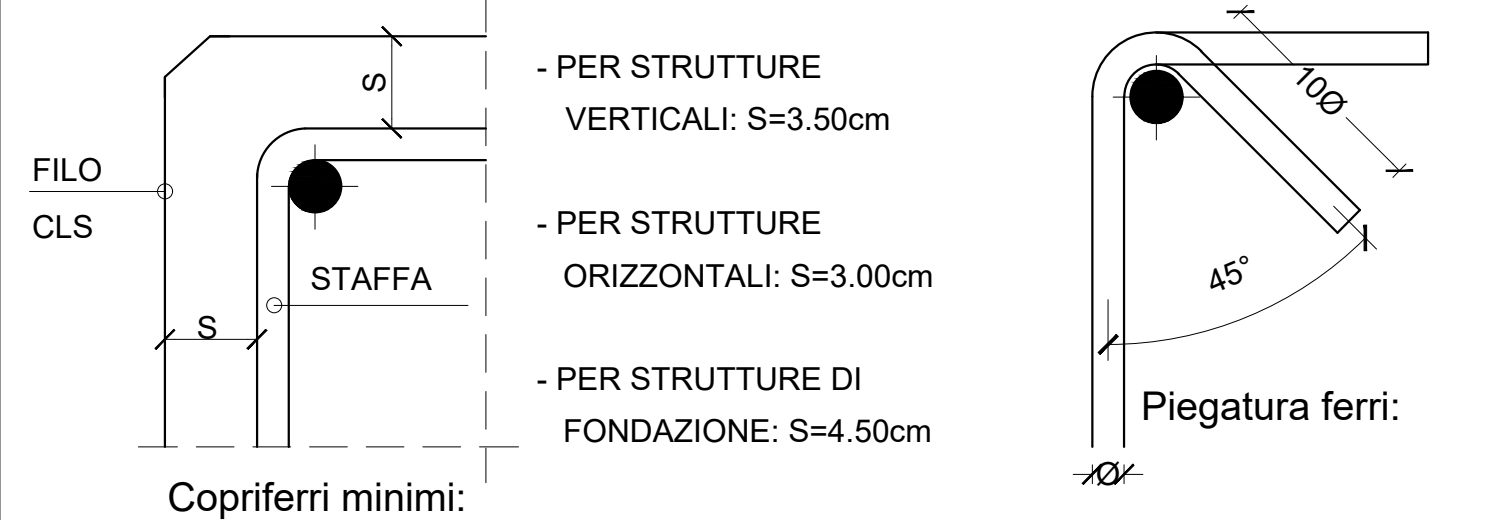 S
FILO
CLS
STAFFA
S
Copriferri minimi:
- PER STRUTTURE
VERTICALI: S=3.50cm
- PER STRUTTURE
ORIZZONTALI: S=3.00cm
- PER STRUTTURE DI
FONDAZIONE: S=4.50cm
10Ø
45°
Piegatura ferri:
Ø